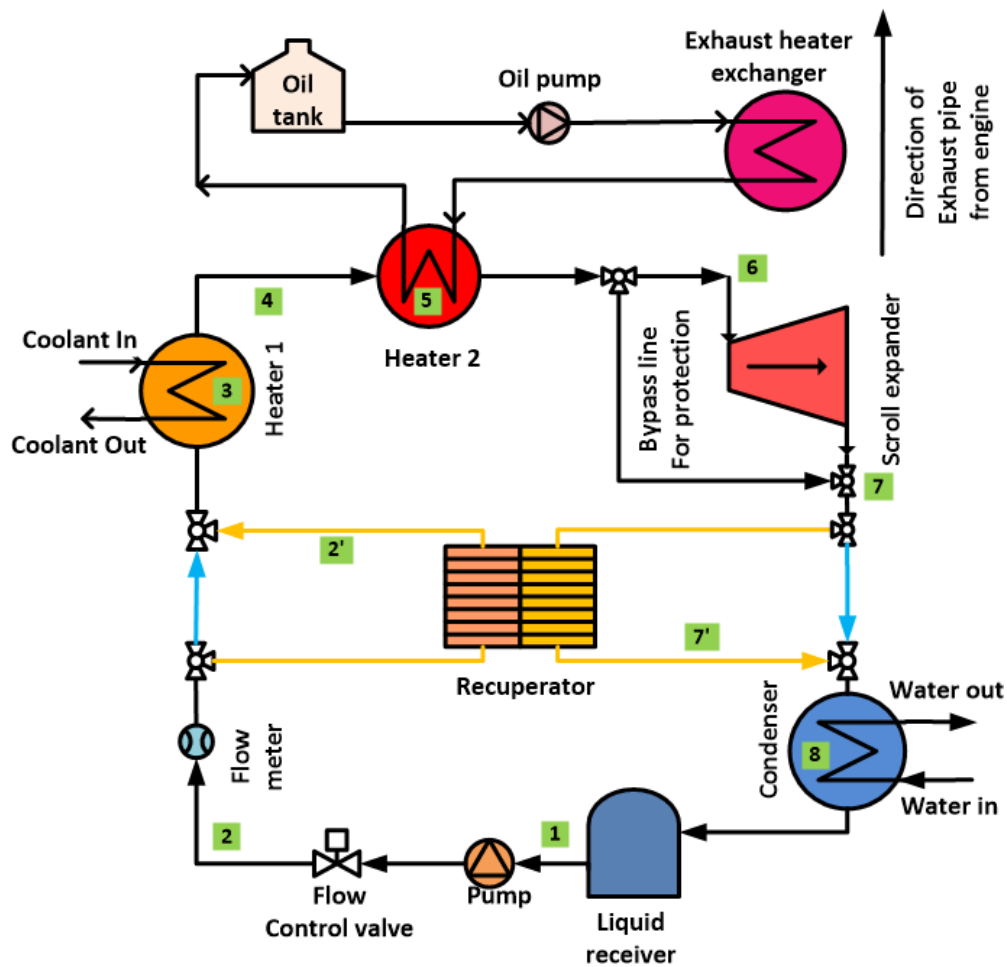 Exhaust heater
exchanger
Oil
tank
Oil pump
Direction of
Exhaust pipe
from engine
6
4
5
Heater 2
Coolant In
3
Coolant Out
Heater 1
Bypass line
For protection
Scroll expander
7
2'
7'
Recuperator
Condenser
Water out
8
Water in
Flow
meter
2
1
Flow
Control valve
Pump
Liquid
receiver